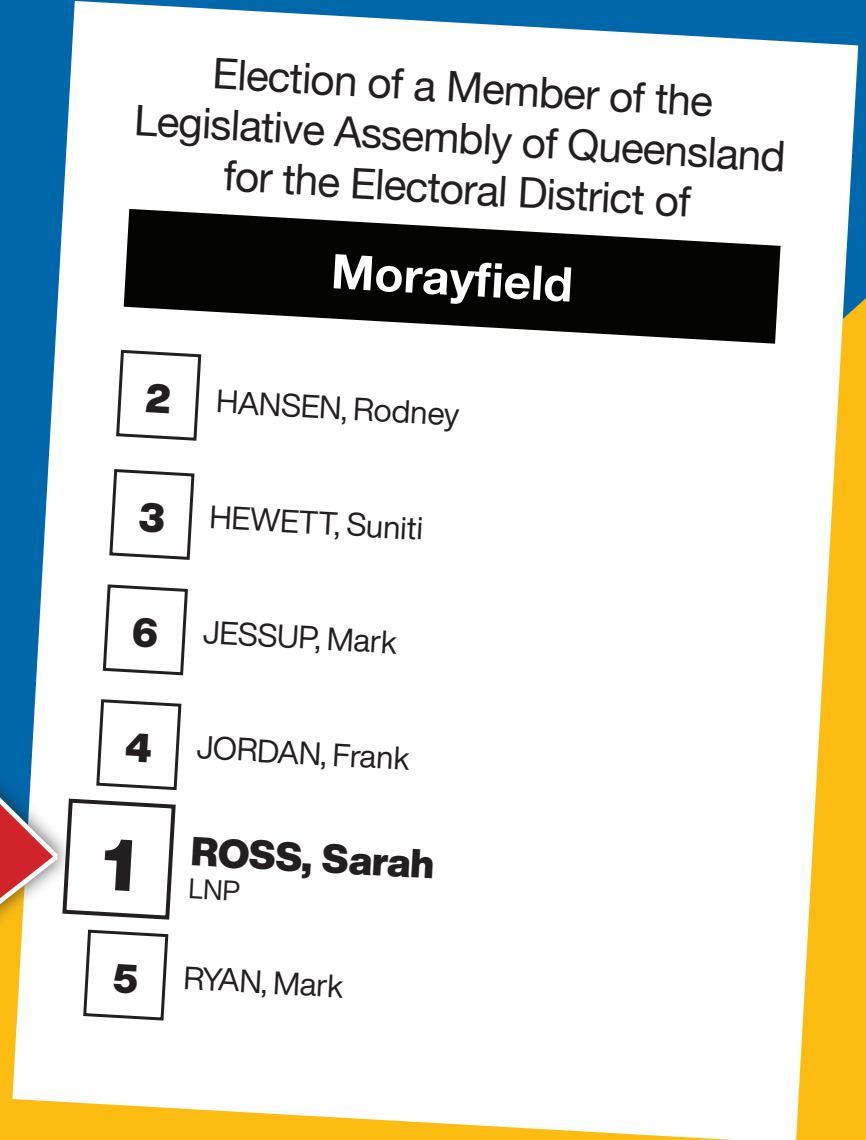 Election of a Member of the
Legislative Assembly of Queensland
for the Electoral District of
Morayfield
2 HANSEN, Rodney
3 HEWETT, Suniti
6 JESSUP, Mark
4 JORDAN, Frank
1 ROSS, Sarah
LNP
5 RYAN, Mark